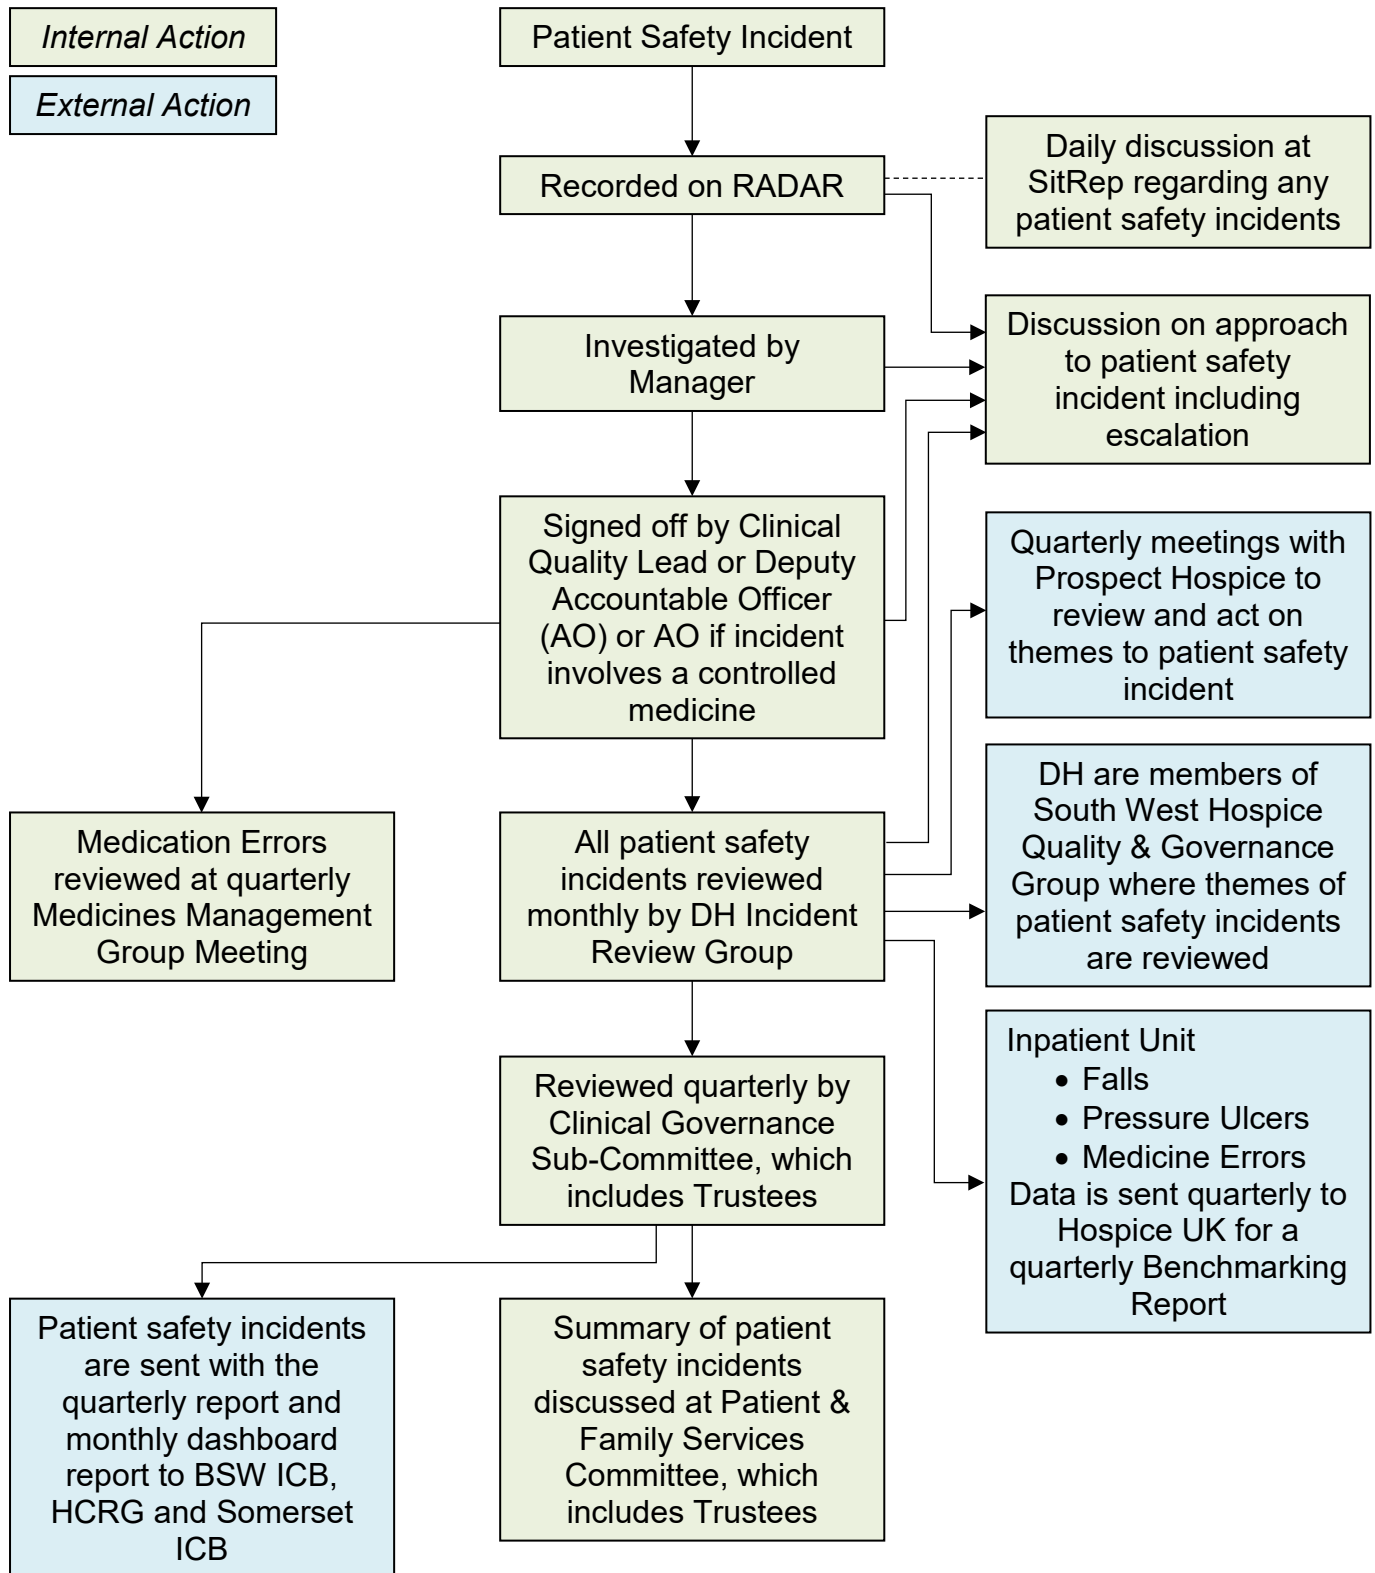 Internal Action
External Action
Patient Safety Incident
Recorded on RADAR
Daily discussion at
SitRep regarding any
patient safety incidents
Investigated by
Manager
Discussion on approach
to patient safety
incident including
escalation
Signed off by Clinical
Quality Lead or Deputy
Accountable Officer
(AO) or AO if incident
involves a controlled
medicine
Quarterly meetings with
Prospect Hospice to
review and act on
themes to patient safety
incident
Medication Errors
reviewed at quarterly
Medicines Management
Group Meeting
All patient safety
incidents reviewed
monthly by DH Incident
Review Group
DH are members of
South West Hospice
Quality & Governance
Group where themes of
patient safety incidents
are reviewed
Reviewed quarterly by
Clinical Governance
Sub-Committee, which
includes Trustees
Inpatient Unit
• Falls
• Pressure Ulcers
• Medicine Errors
Data is sent quarterly to
Hospice UK for a
quarterly Benchmarking
Report
Patient safety incidents
are sent with the
quarterly report and
monthly dashboard
report to BSW ICB,
HCRG and Somerset
ICB
Summary of patient
safety incidents
discussed at Patient &
Family Services
Committee, which
includes Trustees